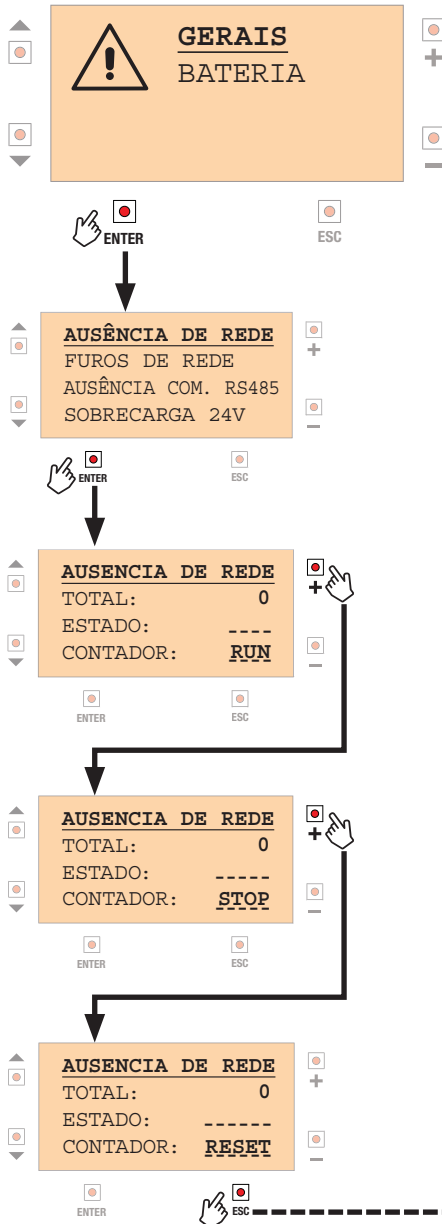 GERAIS
BATERIA
+
−
ENTER
ESC
AUSÊNCIA DE REDE
FUROS DE REDE
AUSÊNCIA COM. RS485
SOBRECARGA 24V
+
−
ENTER
ESC
AUSENCIA DE REDE
TOTAL: 0
ESTADO: ----
CONTADOR: RUN
+
−
ENTER
ESC
AUSENCIA DE REDE
TOTAL: 0
ESTADO: -----
CONTADOR: STOP
+
−
ENTER
ESC
AUSENCIA DE REDE
TOTAL: 0
ESTADO: ------
CONTADOR: RESET
+
−
ENTER
ESC